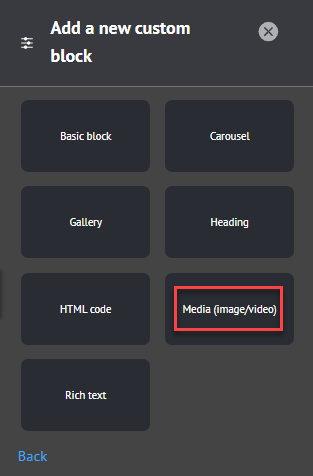 Add a new custom
block
Basic block
Carousel
Gallery
Heading
HTML code
Media (image/video)
Rich text
Back